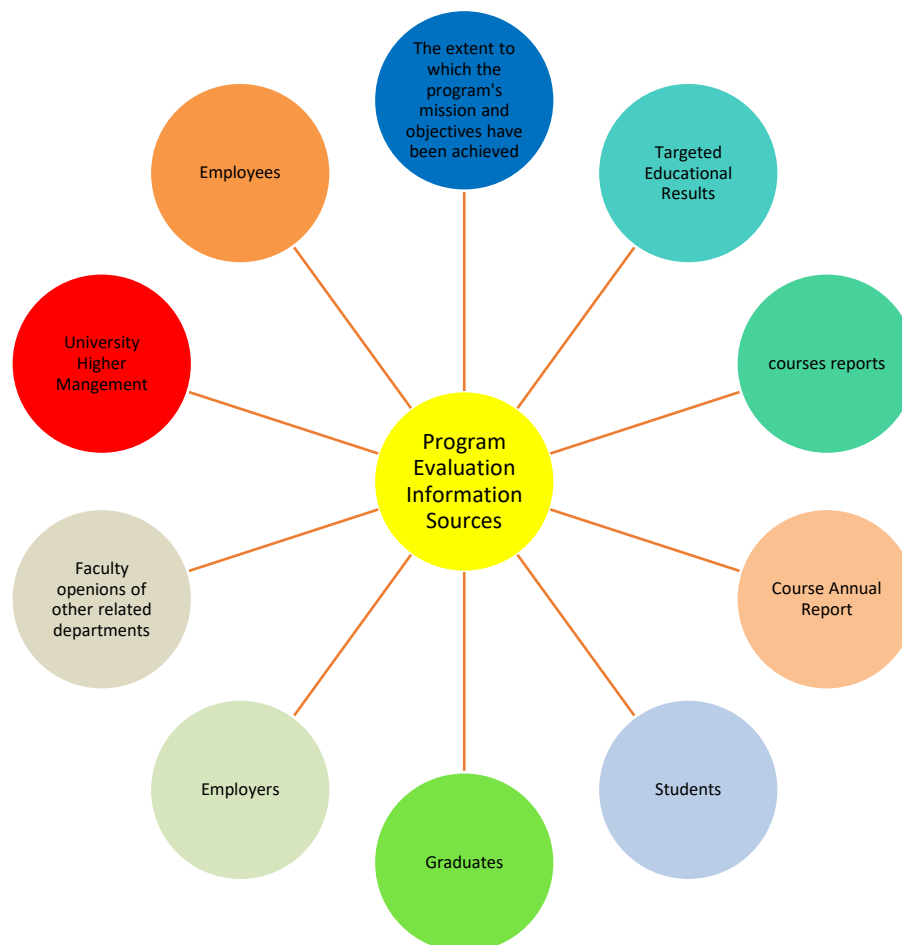 The extent to
which the
program's
mission and
objectives have
been achieved
Targeted
Educational
Results
courses reports
Course Annual
Report
Students
Graduates
Employers
Faculty
openions of
other related
departments
University
Higher
Mangement
Employees
Program
Evaluation
Information
Sources